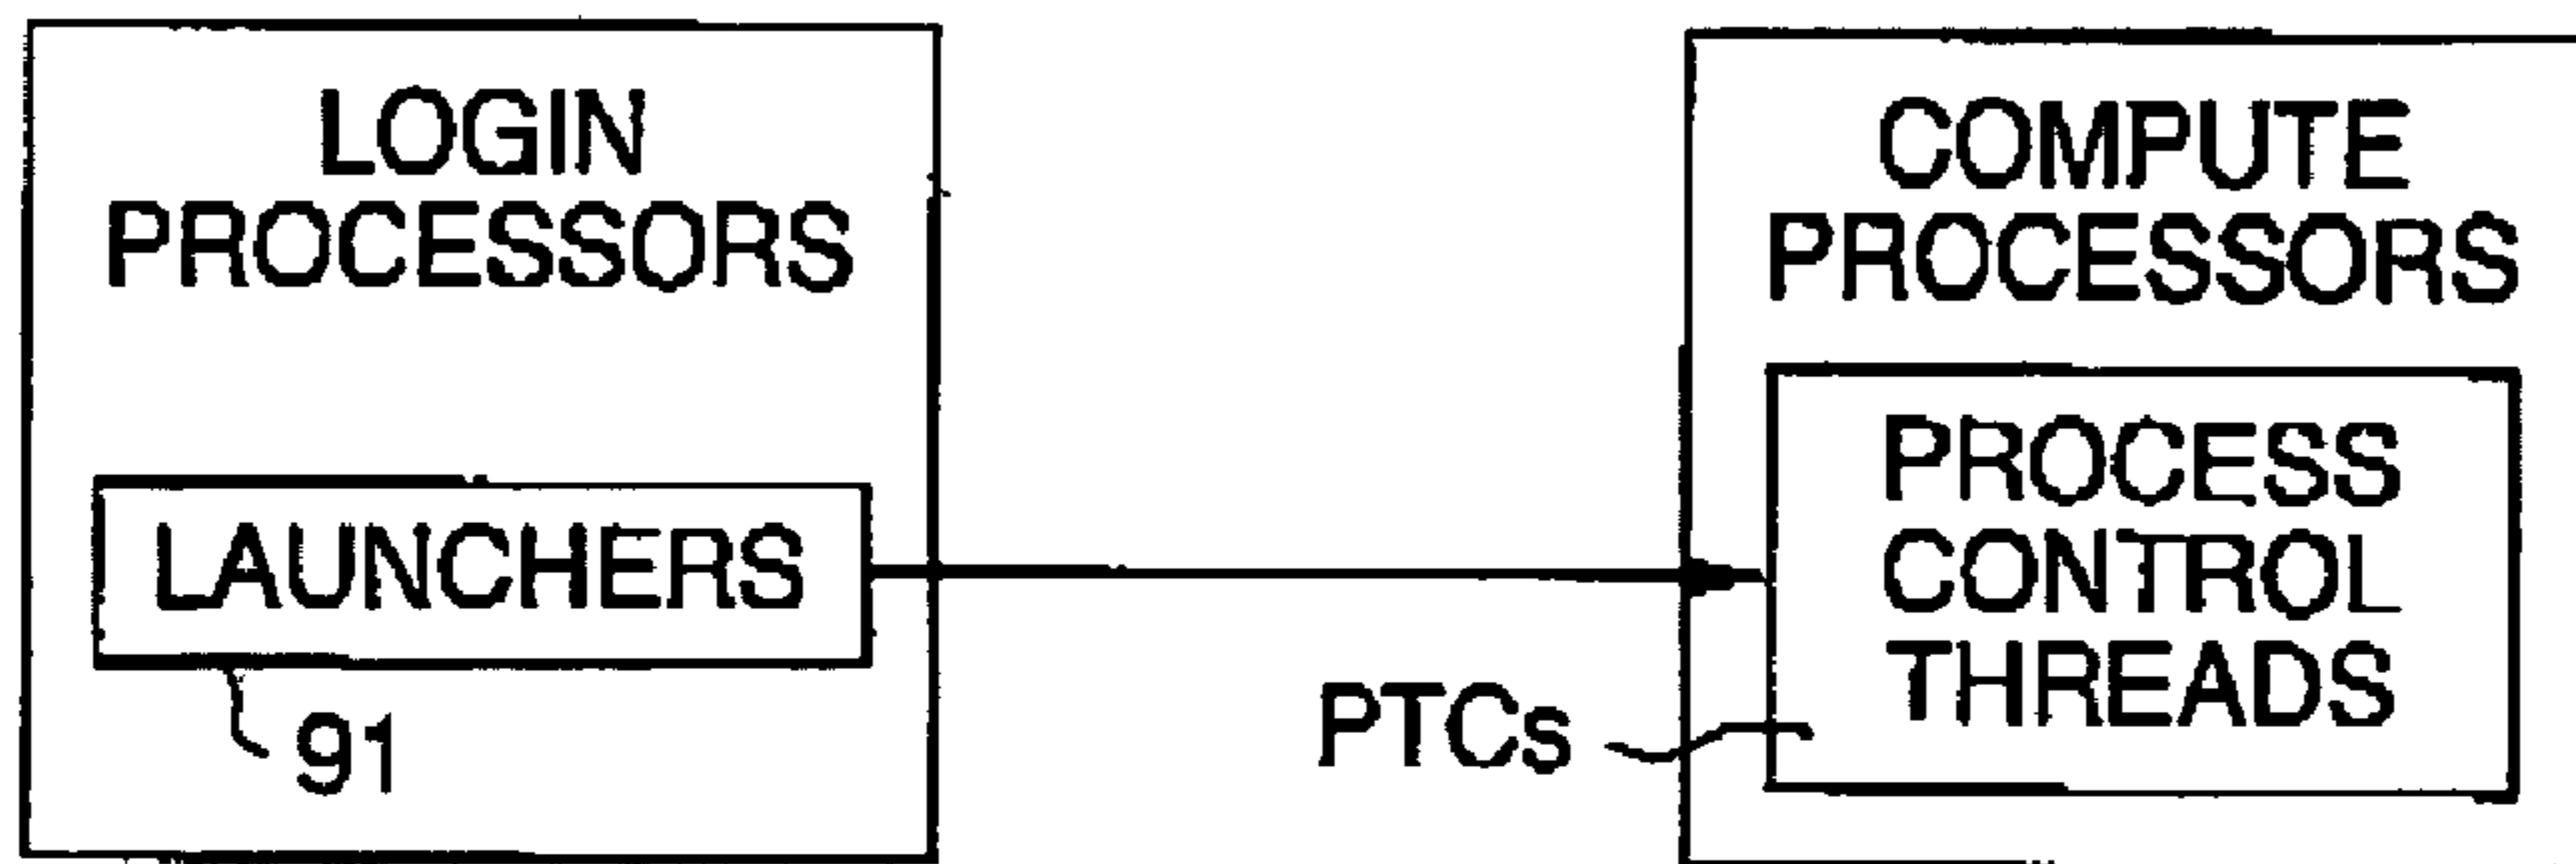 LOGIN
PROCESSORS
LAUNCHERS
91
COMPUTE
PROCESSORS
PROCESS
CONTROL
THREADS
PTCs